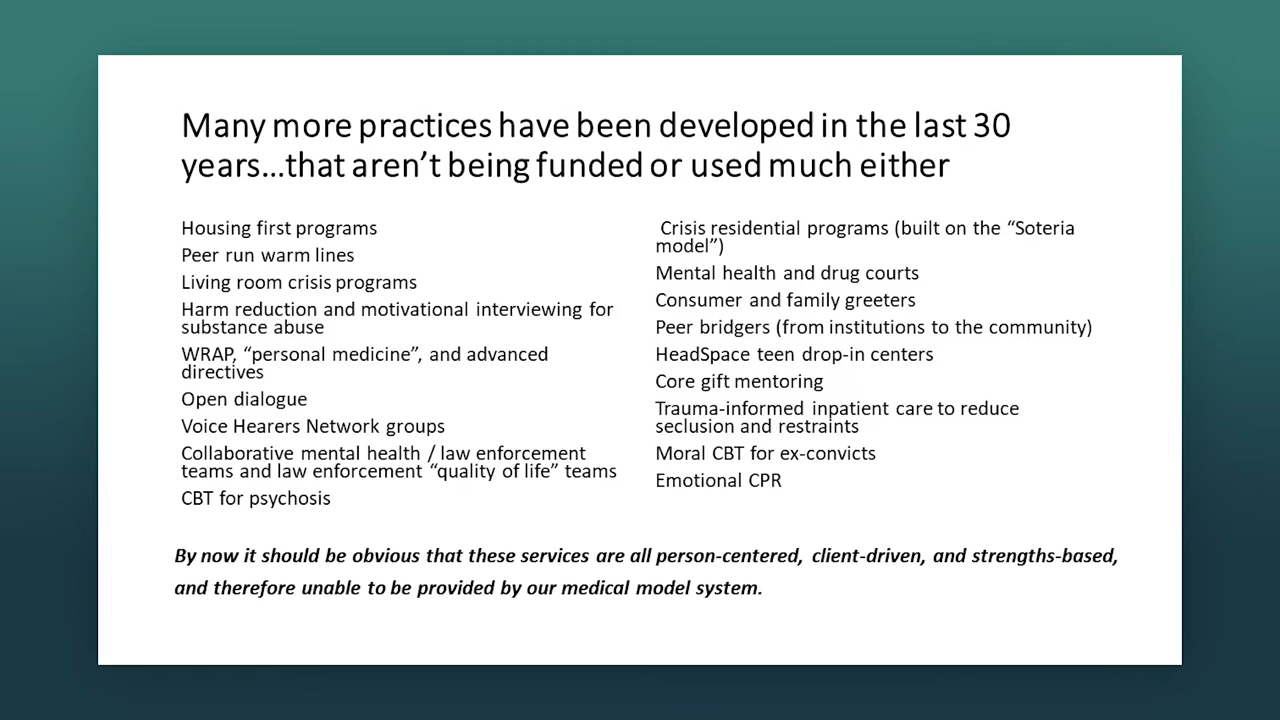 Many more practices have been developed in the last 30
years...that aren't being funded or used much either
Housing first programs
Peer run warm lines
Living room crisis programs
Harm reduction and motivational interviewing for
substance abuse
WRAP, “personal medicine”, and advanced
directives
Open dialogue
Voice Hearers Network groups
Collaborative mental health / law enforcement
teams and law enforcement “quality of life” teams
CBT for psychosis
Crisis residential programs (built on the “Soteria
model”)
Mental health and drug courts
Consumer and family greeters
Peer bridgers (from institutions to the community)
HeadSpace teen drop-in centers
Core gift mentoring
Trauma-informed inpatient care to reduce
seclusion and restraints
Moral CBT for ex-convicts
Emotional CPR
By now it should be obvious that these services are all person-centered, client-driven, and strengths-based,
and therefore unable to be provided by our medical model system.